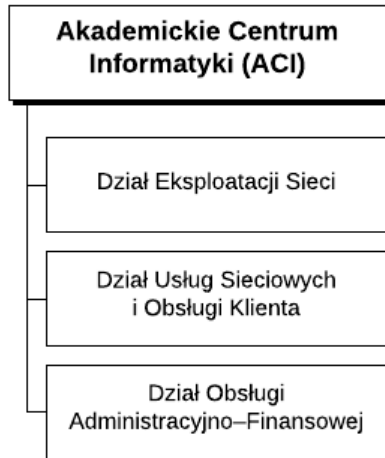 Akademickie Centrum
Informatyki (ACI)
Dział Eksploatacji Sieci
Dział Usług Sieciowych
i Obsługi Klienta
Dział Obsługi
Administracyjno–Finansowej